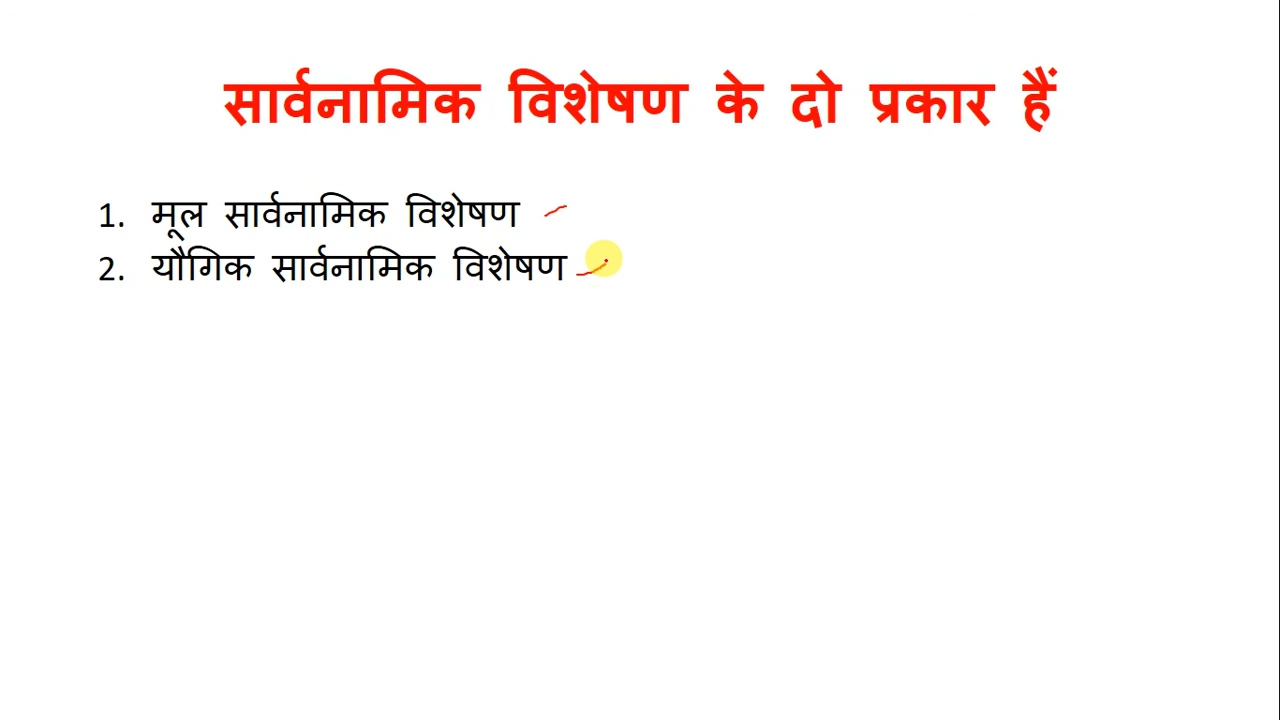 सार्वनामिक विशेषण के दो प्रकार हैं
1. मूल सार्वनामिक विशेषण
2. यौगिक सार्वनामिक विशेषण